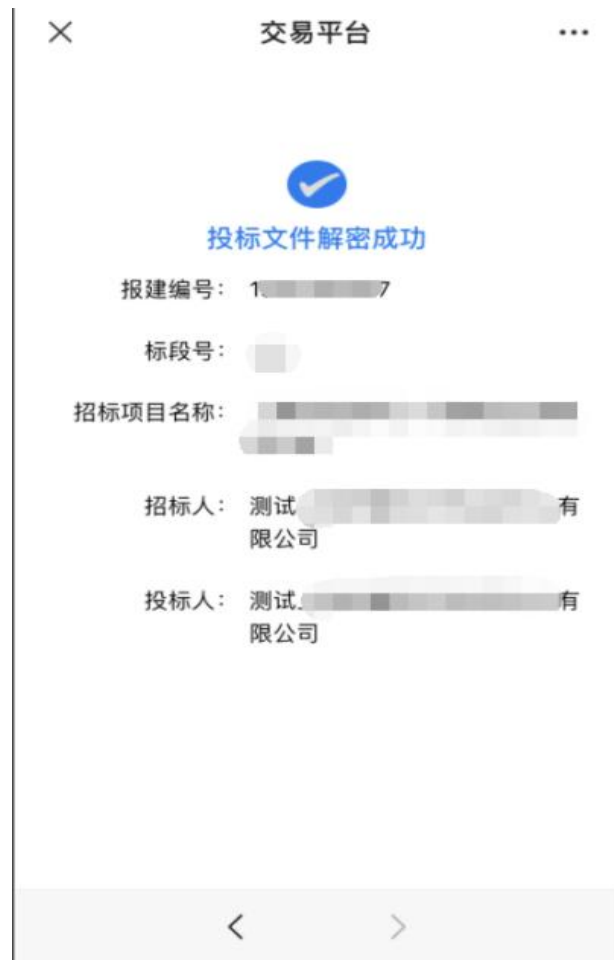 交易平台
投标文件解密成功
报建编号: 1 7
标段号:
招标项目名称:
招标人: 测试 有
限公司
投标人: 测试 有
限公司